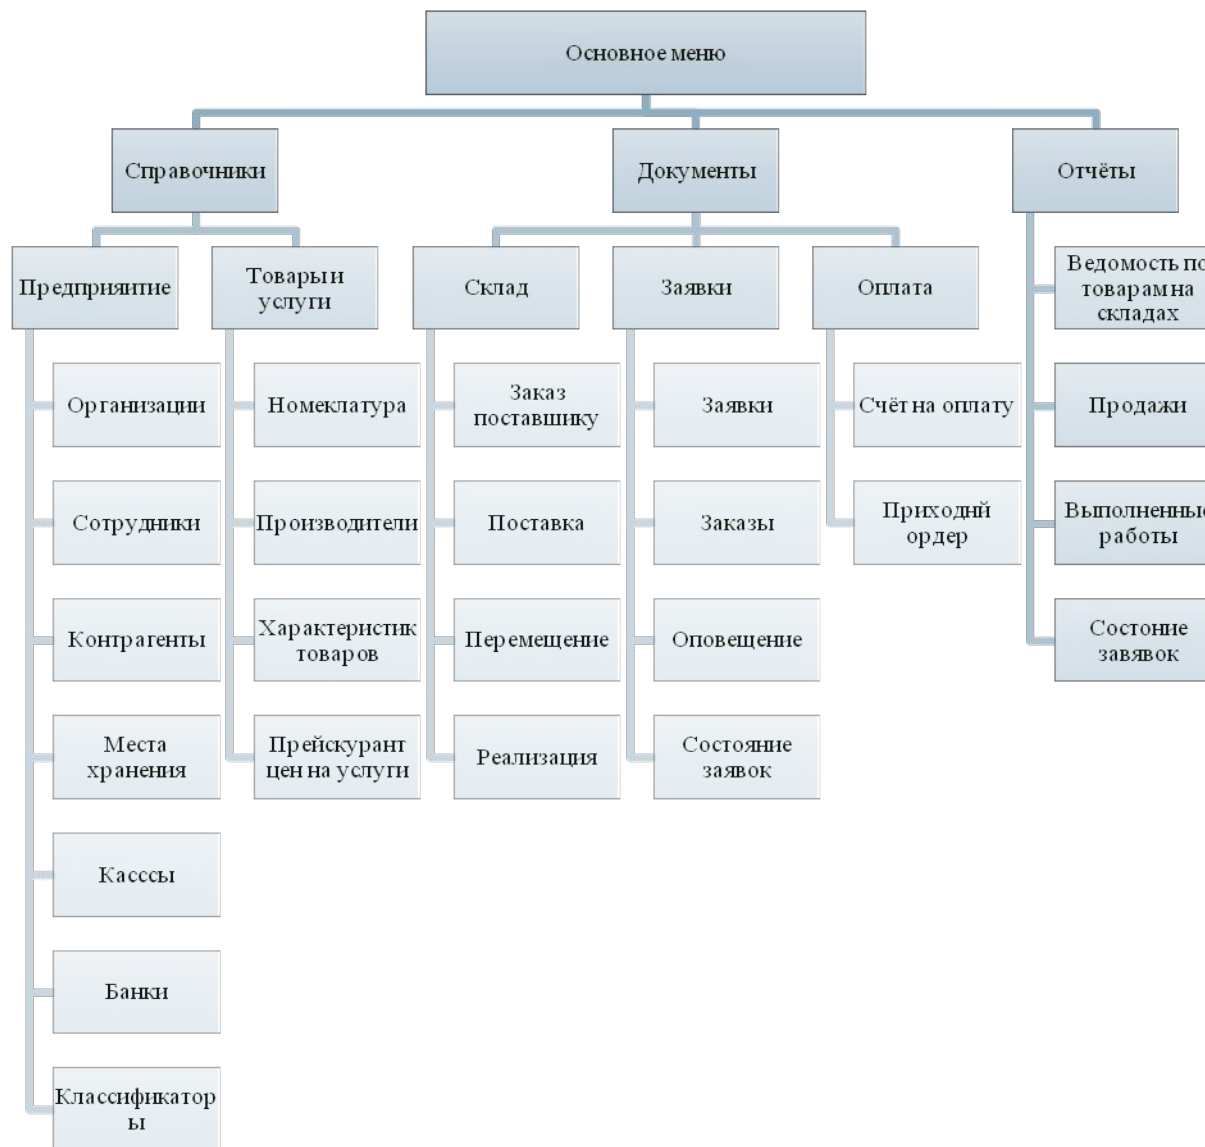 Основное меню
Справочники
Документы
Отчёты
Предприяитие
Товары и
услуги
Склад
Заявки
Оплата
Ведомость по
товарам на
складах
Организации
Номеклатура
Заказ
поставшику
Заявки
Счёт на оплату
Продажи
Сотрудники
Производители
Поставка
Заказы
Приходнй
ордер
Выполненные
работы
Контрагенты
Характеристик
товаров
Перемещение
Оповещение
Состоние
завявок
Места
хранения
Прейскурант
цен на услуги
Реализация
Состояние
заявок
Касссы
Банки
Классификатор
ы